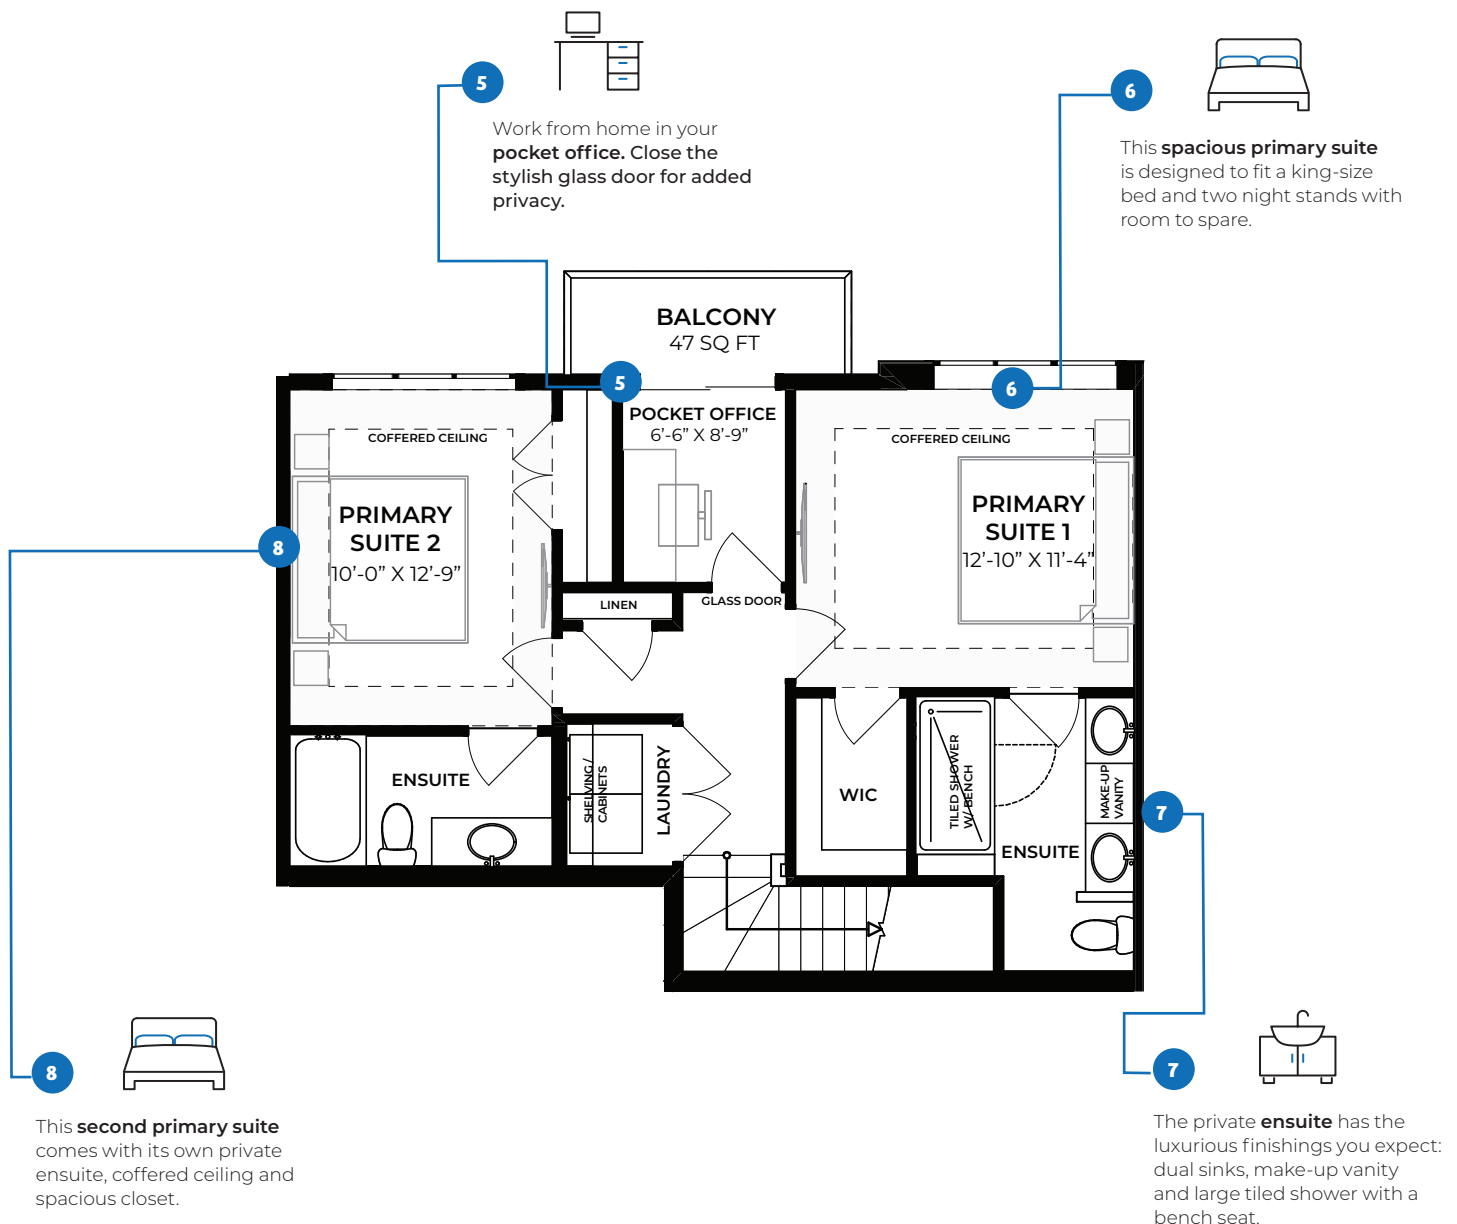 5
Work from home in your
pocket office. Close the
stylish glass door for added
privacy.
6
This spacious primary suite
is designed to fit a king-size
bed and two night stands with
room to spare.
BALCONY
47 SQ FT
5
6
POCKET OFFICE
6’-6” X 8’-9”
COFFERED CEILING
COFFERED CEILING
PRIMARY
SUITE 2
10’-0” X 12’-9”
PRIMARY
SUITE 1
12’-10” X 11’-4”
8
LINEN
GLASS DOOR
ENSUITE
SHELVING /
CABINETS
LAUNDRY
WIC
TILED SHOWER
W/ BENCH
MAKE-UP
VANITY
7
ENSUITE
8
This second primary suite
comes with its own private
ensuite, coffered ceiling and
spacious closet.
7
The private ensuite has the
luxurious finishings you expect:
dual sinks, make-up vanity
and large tiled shower with a
bench seat.